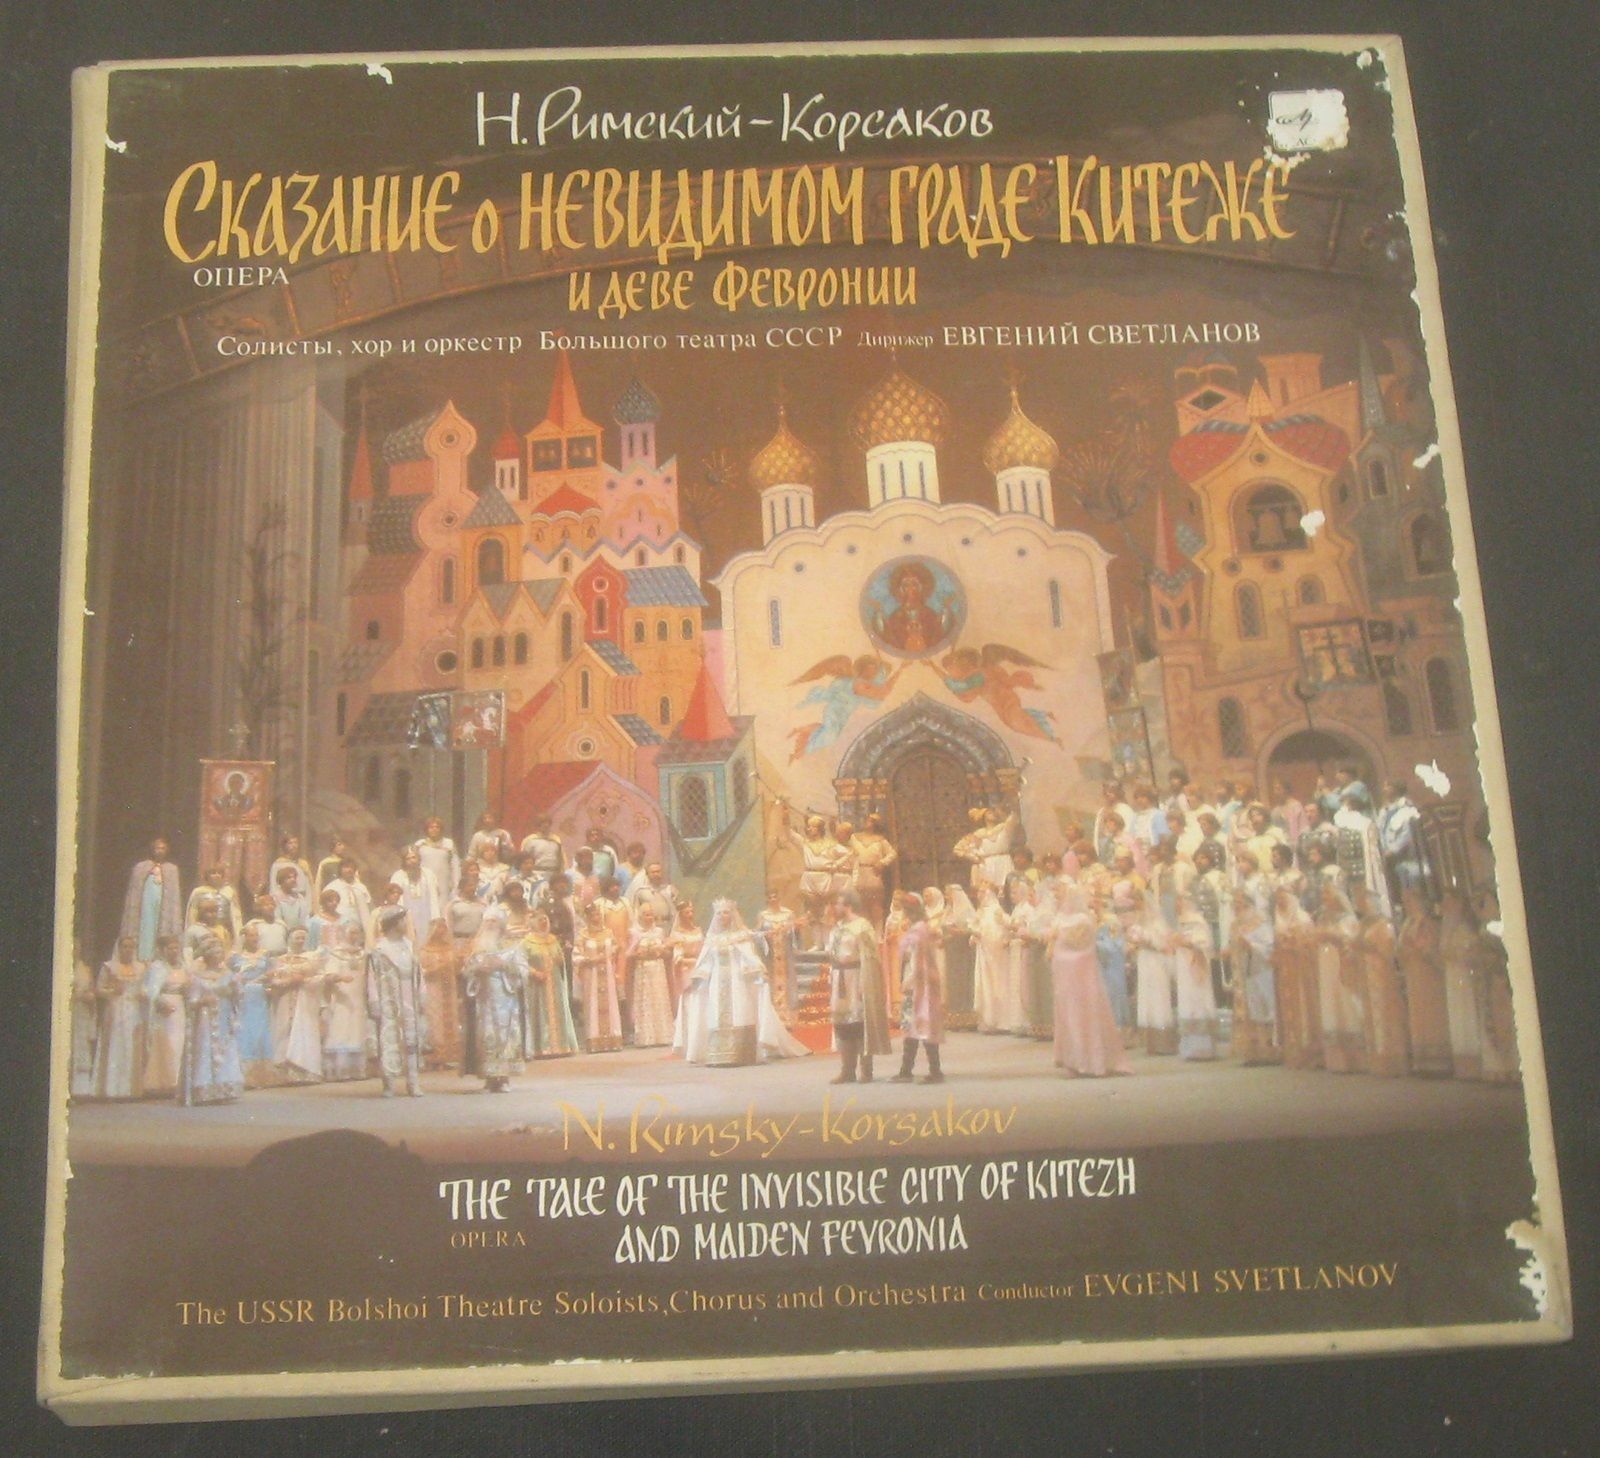 Н. Римский-Корсаков
Сказание о невидимом граде Китеже
ОПЕРА
и деве Февронии
Солисты, хор и оркестр Большого театра СССР Дирижер ЕВГЕНИЙ СВЕТЛАНОВ
N. Rimsky-Korsakov
THE TALE OF THE INVISIBLE CITY OF KITEZH
OPERA
AND MAIDEN FEVRONIA
The USSR Bolshoi Theatre Soloists, Chorus and Orchestra Conductor EVGENI SVETLANOV